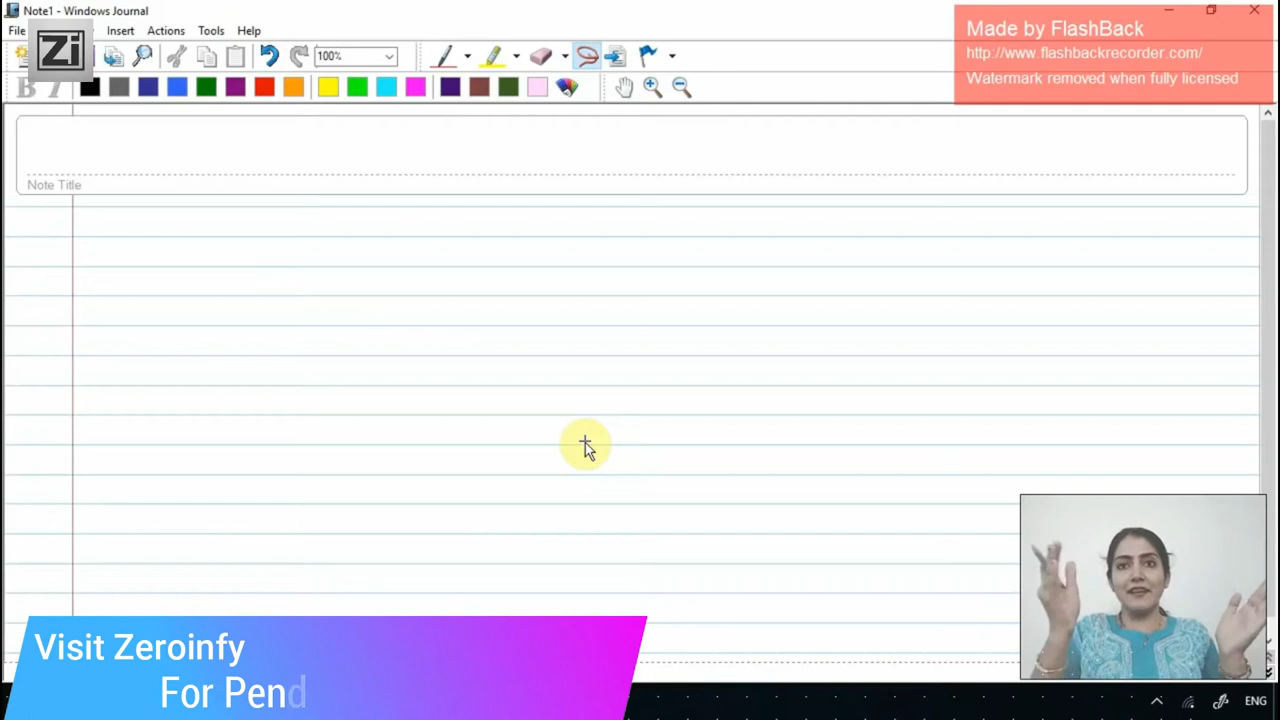 Note1 - Windows Journal
File
Insert
Actions
Tools
Help
Zi
100%
B I
Made by FlashBack
http://www.flashbackrecorder.com/
Watermark removed when fully licensed
Note Title
Visit Zeroinfy
For Pend
ENG